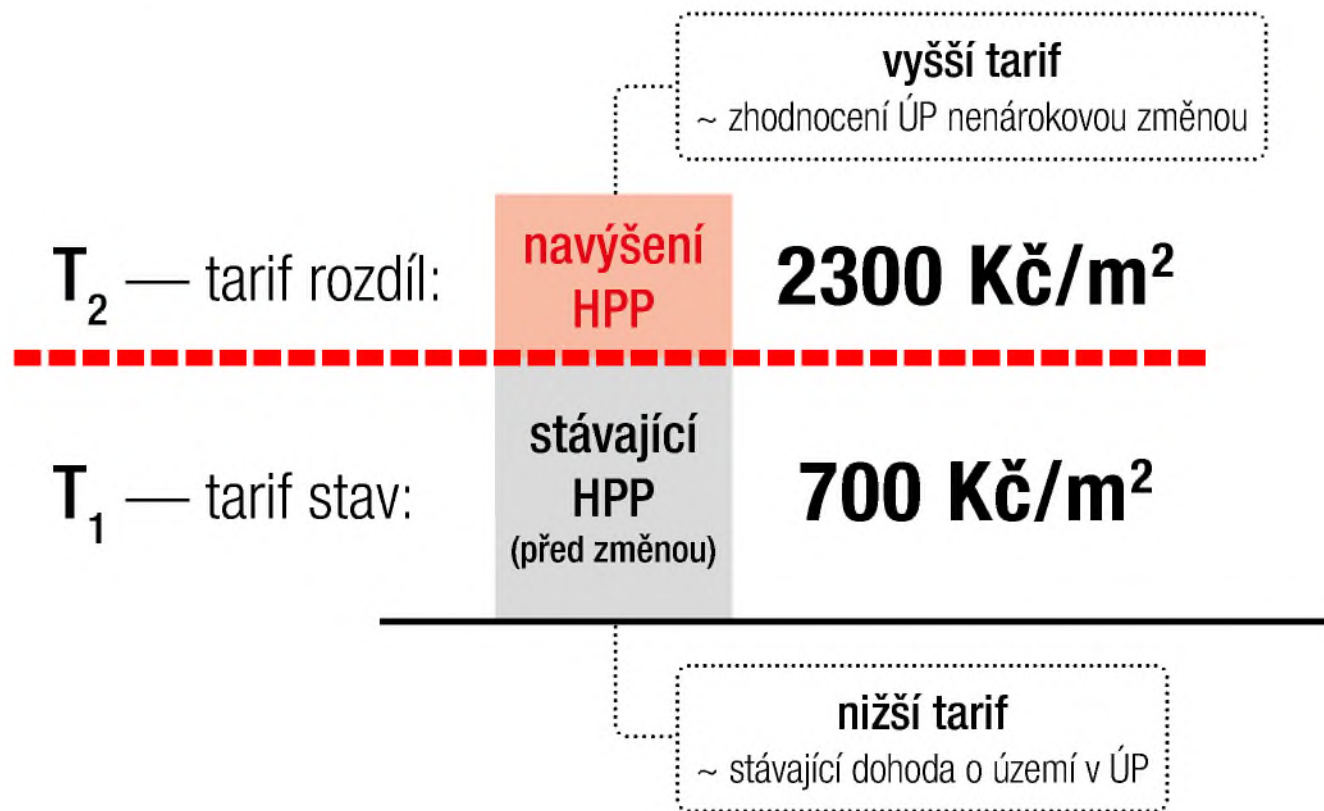 vyšší tarif
~ zhodnocení ÚP nenárokovou změnou
T₂ — tarif rozdíl:
navýšení
HPP
2300 Kč/m²
T₁ — tarif stav:
stávající
HPP
(před změnou)
700 Kč/m²
nižší tarif
~ stávající dohoda o území v ÚP